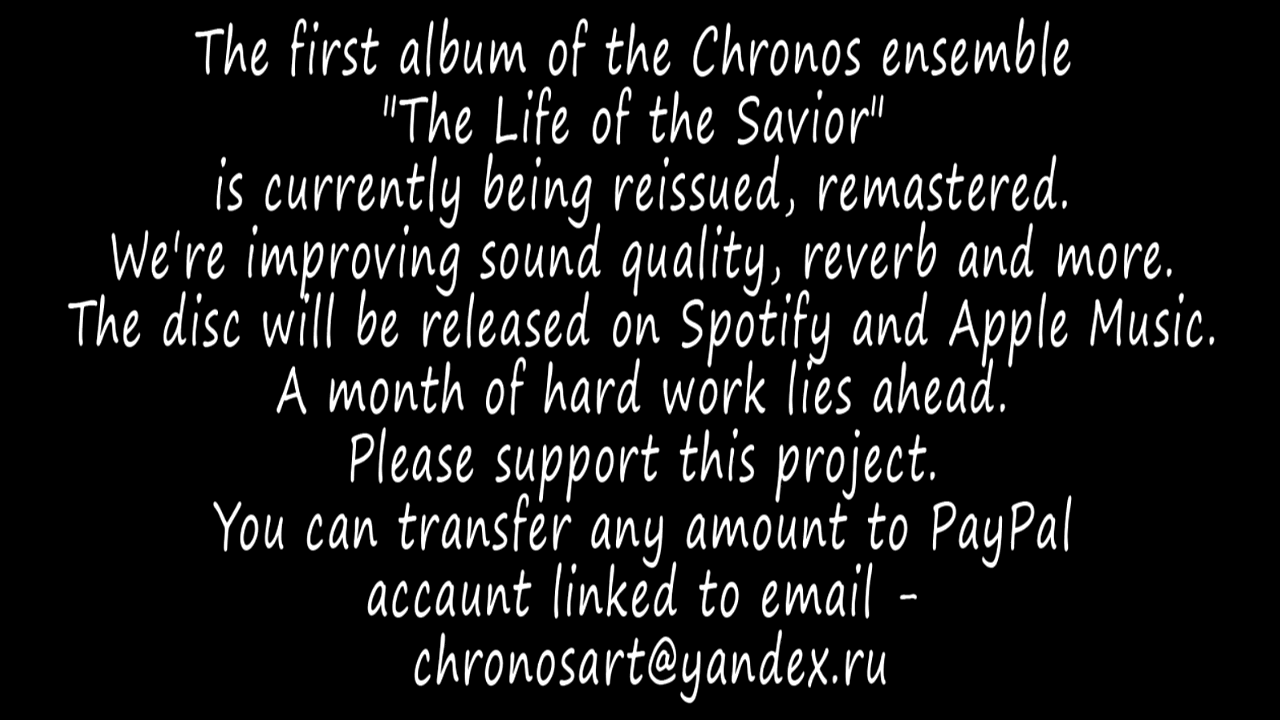 The first album of the Chronos ensemble
"The Life of the Savior"
is currently being reissued, remastered.
We're improving sound quality, reverb and more.
The disc will be released on Spotify and Apple Music.
A month of hard work lies ahead.
Please support this project.
You can transfer any amount to PayPal
accaunt linked to email -
chronosart@yandex.ru